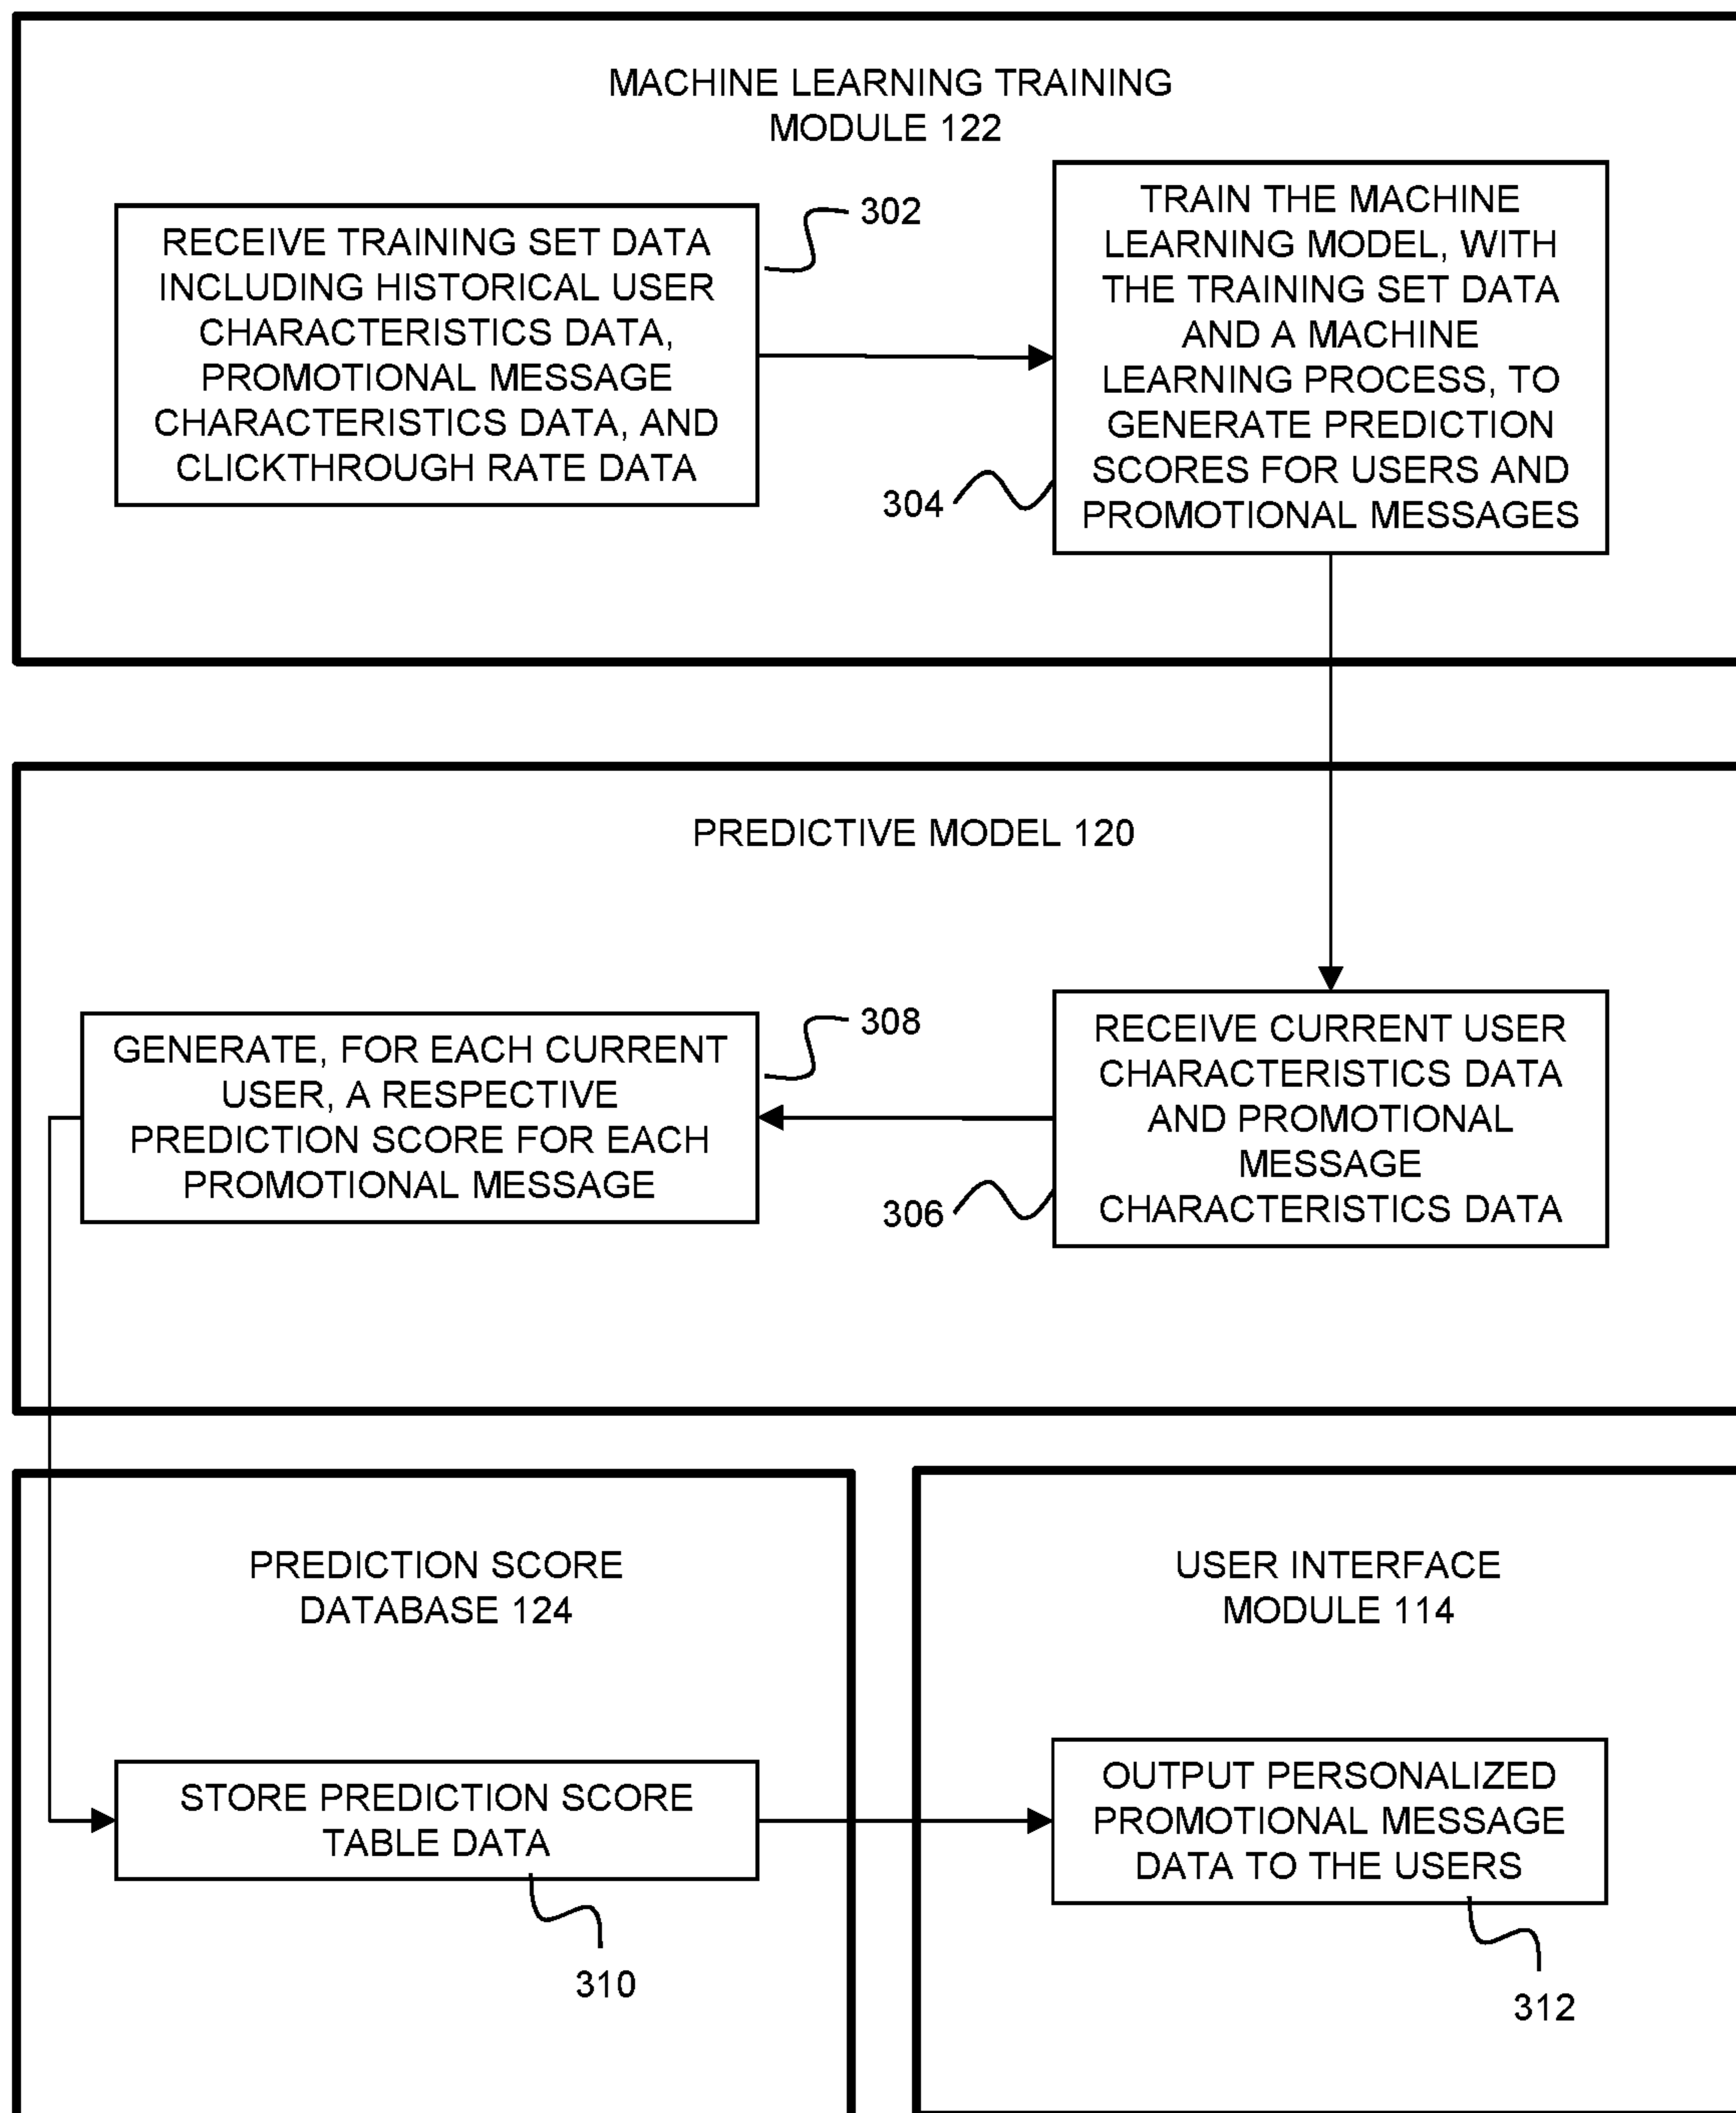 MACHINE LEARNING TRAINING
MODULE 122
RECEIVE TRAINING SET DATA
INCLUDING HISTORICAL USER
CHARACTERISTICS DATA,
PROMOTIONAL MESSAGE
CHARACTERISTICS DATA, AND
CLICKTHROUGH RATE DATA
302
TRAIN THE MACHINE
LEARNING MODEL, WITH
THE TRAINING SET DATA
AND A MACHINE
LEARNING PROCESS, TO
GENERATE PREDICTION
SCORES FOR USERS AND
PROMOTIONAL MESSAGES
304
PREDICTIVE MODEL 120
RECEIVE CURRENT USER
CHARACTERISTICS DATA
AND PROMOTIONAL
MESSAGE
CHARACTERISTICS DATA
306
GENERATE, FOR EACH CURRENT
USER, A RESPECTIVE
PREDICTION SCORE FOR EACH
PROMOTIONAL MESSAGE
308
PREDICTION SCORE
DATABASE 124
STORE PREDICTION SCORE
TABLE DATA
310
USER INTERFACE
MODULE 114
OUTPUT PERSONALIZED
PROMOTIONAL MESSAGE
DATA TO THE USERS
312